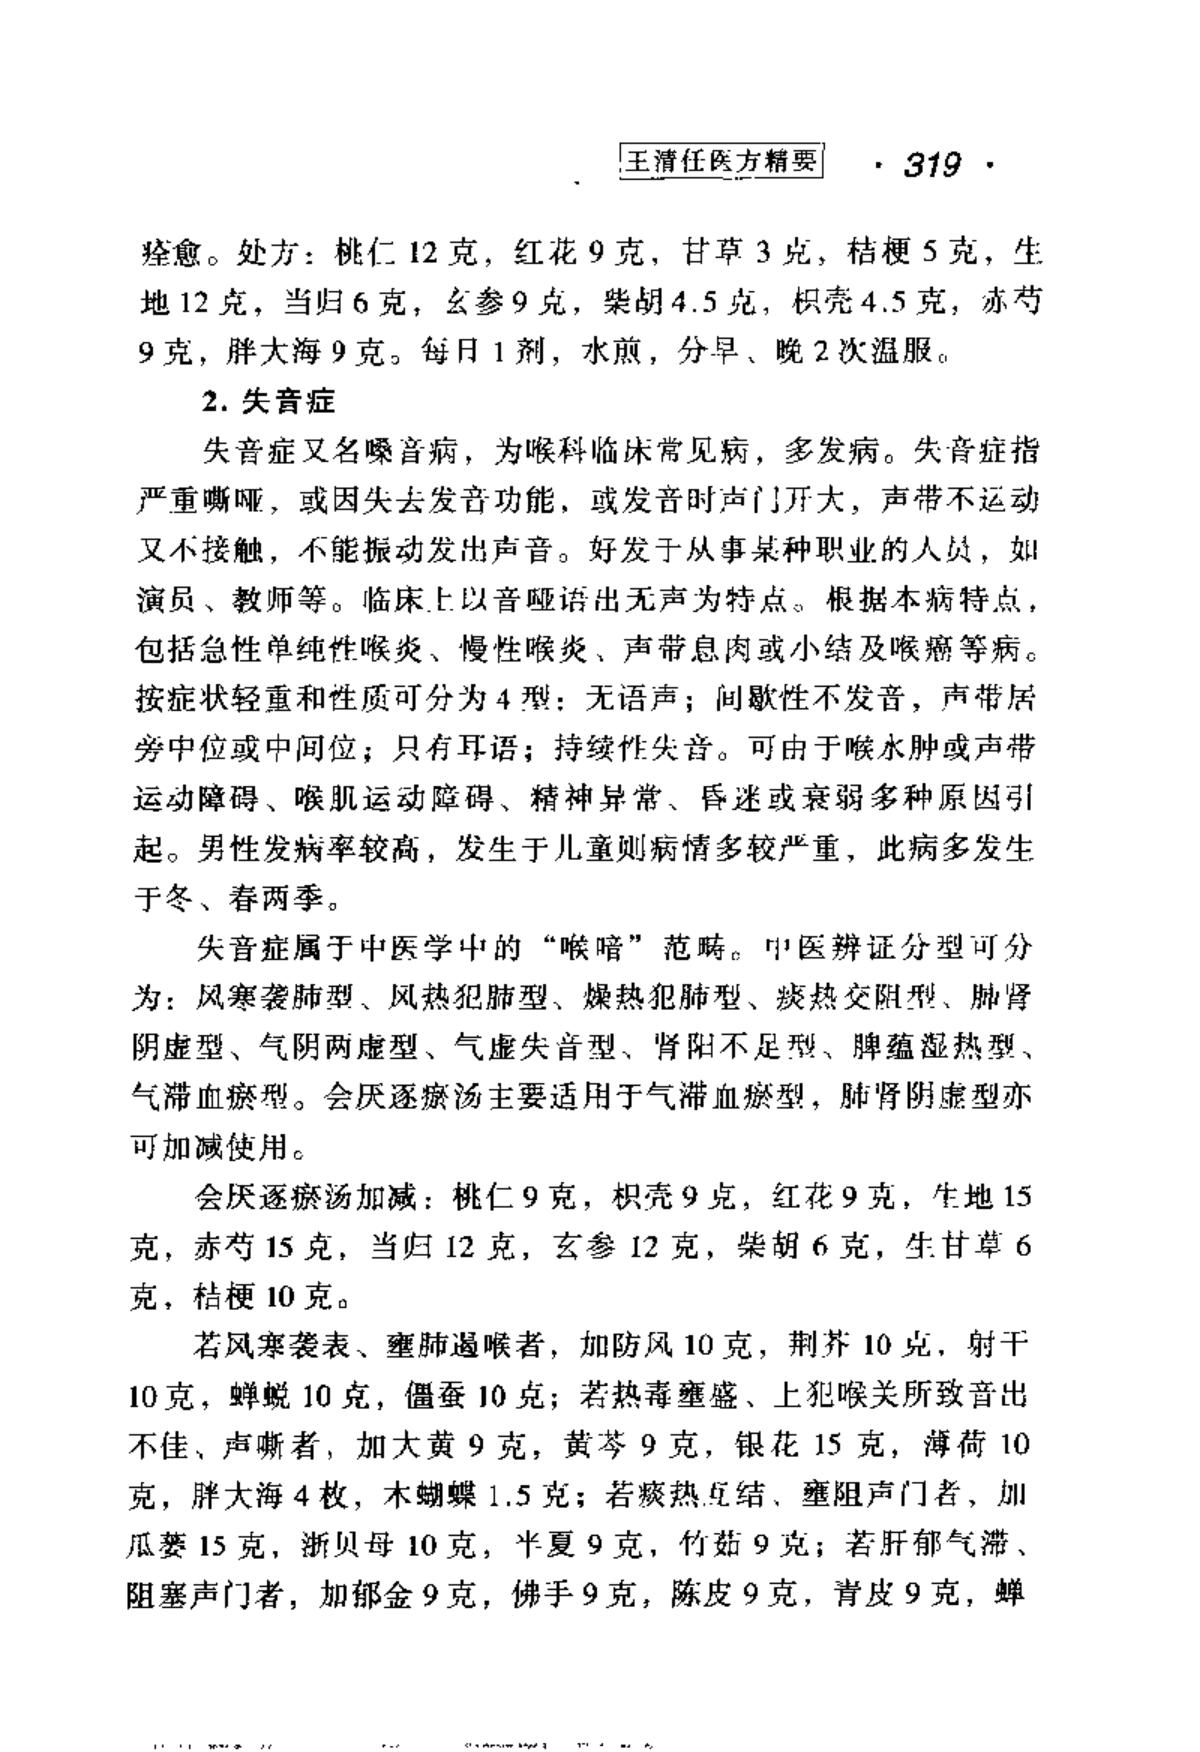 王清任医方精要 · 319 ·
痊愈。处方：桃仁 12 克，红花 9 克，甘草 3 克，桔梗 5 克，生
地 12 克，当归 6 克，玄参 9 克，柴胡 4.5 克，枳壳 4.5 克，赤芍
9 克，胖大海 9 克。每日 1 剂，水煎，分早、晚 2 次温服。
2. 失音症
失音症又名嗓音病，为喉科临床常见病，多发病。失音症指
严重嘶哑，或因失去发音功能，或发音时声门开大，声带不运动
又不接触，不能振动发出声音。好发于从事某种职业的人员，如
演员、教师等。临床上以音哑语出无声为特点。根据本病特点，
包括急性单纯性喉炎、慢性喉炎、声带息肉或小结及喉癌等病。
按症状轻重和性质可分为 4 型：无语声；间歇性不发音，声带居
旁中位或中间位；只有耳语；持续性失音。可由于喉水肿或声带
运动障碍、喉肌运动障碍、精神异常、昏迷或衰弱多种原因引
起。男性发病率较高，发生于儿童则病情多较严重，此病多发生
于冬、春两季。
失音症属于中医学中的“喉喑”范畴。中医辨证分型可分
为：风寒袭肺型、风热犯肺型、燥热犯肺型、痰热交阻型、肺肾
阴虚型、气阴两虚型、气虚失音型、肾阳不足型、脾蕴湿热型、
气滞血瘀型。会厌逐瘀汤主要适用于气滞血瘀型，肺肾阴虚型亦
可加减使用。
会厌逐瘀汤加减：桃仁 9 克，枳壳 9 克，红花 9 克，生地 15
克，赤芍 15 克，当归 12 克，玄参 12 克，柴胡 6 克，生甘草 6
克，桔梗 10 克。
若风寒袭表、壅肺遏喉者，加防风 10 克，荆芥 10 克，射干
10 克，蝉蜕 10 克，僵蚕 10 克；若热毒壅盛、上犯喉关所致音出
不佳、声嘶者，加大黄 9 克，黄芩 9 克，银花 15 克，薄荷 10
克，胖大海 4 枚，木蝴蝶 1.5 克；若痰热互结、壅阻声门者，加
瓜蒌 15 克，浙贝母 10 克，半夏 9 克，竹茹 9 克；若肝郁气滞、
阻塞声门者，加郁金 9 克，佛手 9 克，陈皮 9 克，青皮 9 克，蝉